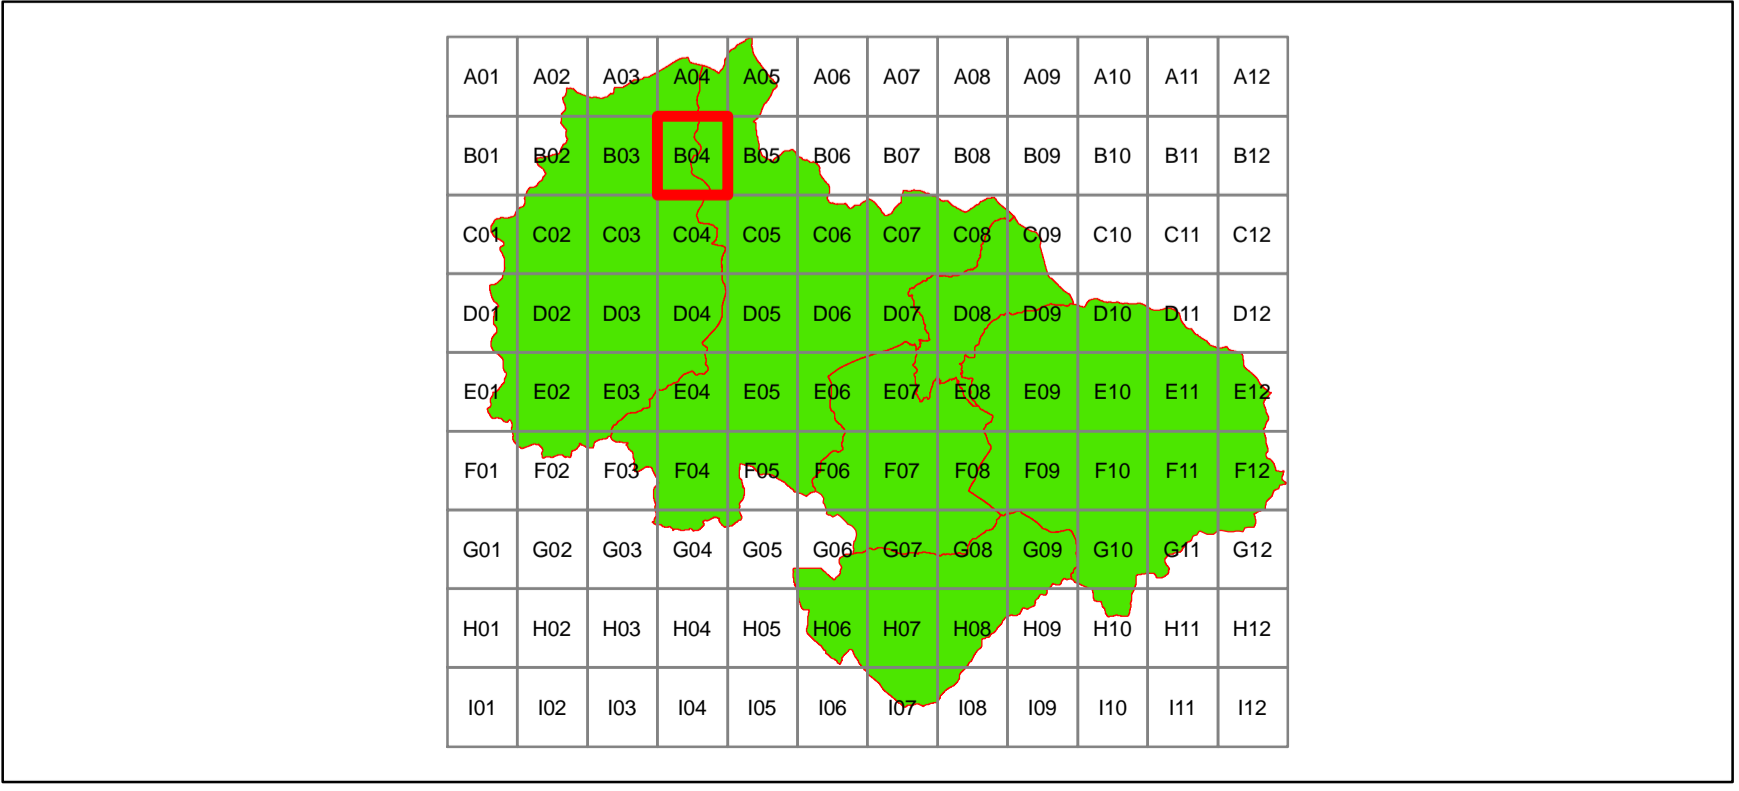 A01 A02 A03 A04 A05 A06 A07 A08 A09 A10 A11 A12
B01 B02 B03 B04 B05 B06 B07 B08 B09 B10 B11 B12
C01 C02 C03 C04 C05 C06 C07 C08 C09 C10 C11 C12
D01 D02 D03 D04 D05 D06 D07 D08 D09 D10 D11 D12
E01 E02 E03 E04 E05 E06 E07 E08 E09 E10 E11 E12
F01 F02 F03 F04 F05 F06 F07 F08 F09 F10 F11 F12
G01 G02 G03 G04 G05 G06 G07 G08 G09 G10 G11 G12
H01 H02 H03 H04 H05 H06 H07 H08 H09 H10 H11 H12
I01 I02 I03 I04 I05 I06 I07 I08 I09 I10 I11 I12